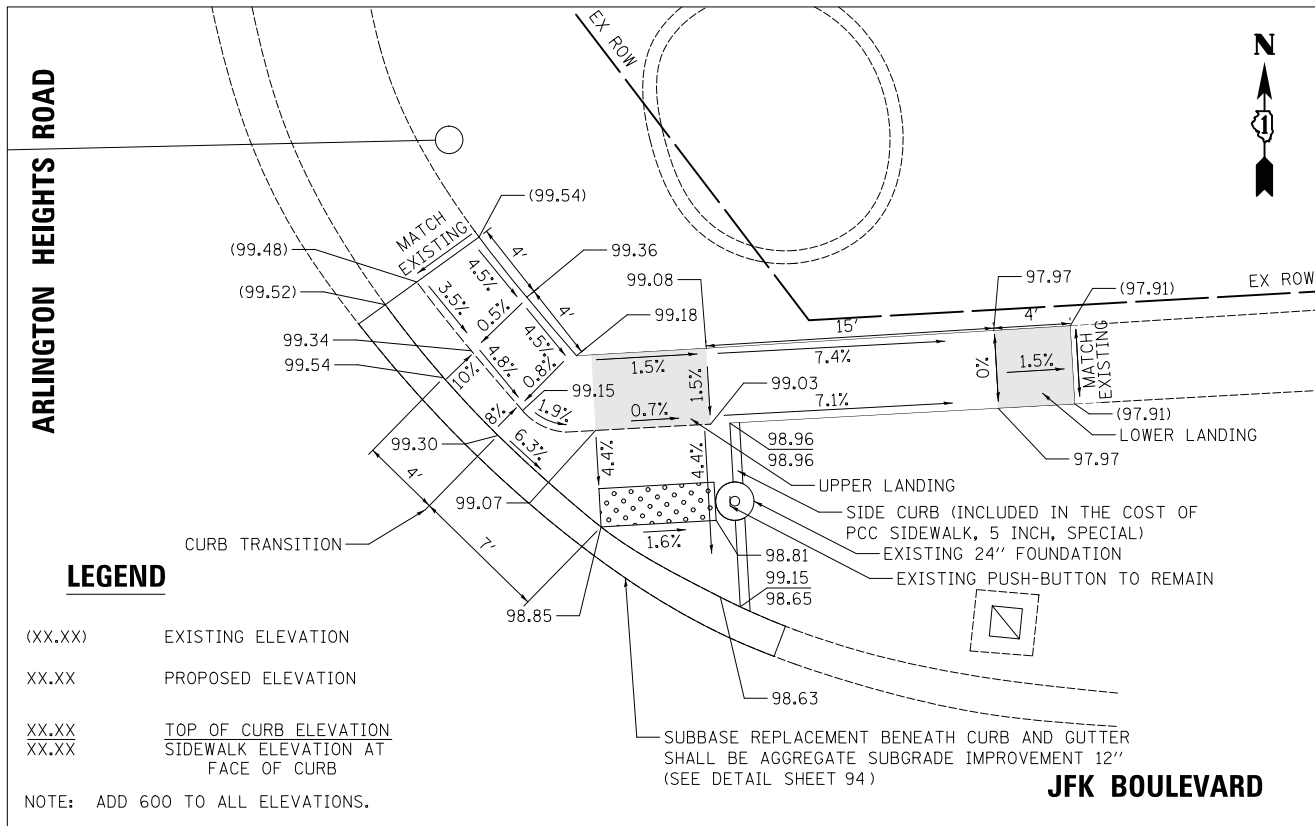 ARLINGTON HEIGHTS ROAD
EX ROW
N
1
(99.54)
MATCH
EXISTING
(99.48)
4'
99.36
4.5%
99.08
97.97
(97.91)
EX ROW
(99.52)
3.5%
0.5%
4'
99.18
15'
4'
99.34
4.5%
7.4%
99.54
4.8%
0.8%
1.5%
1.5%
0%
1.5%
MATCH
EXISTING
10%
99.15
99.03
8%
1.9%
0.7%
7.1%
(97.91)
LOWER LANDING
99.30
6.3%
4.4%
4.4%
98.96
98.96
97.97
4'
99.07
UPPER LANDING
SIDE CURB (INCLUDED IN THE COST OF
PCC SIDEWALK, 5 INCH, SPECIAL)
CURB TRANSITION
7'
1.6%
98.81
EXISTING 24" FOUNDATION
99.15
98.65
EXISTING PUSH-BUTTON TO REMAIN
98.85
LEGEND
(XX.XX) EXISTING ELEVATION
XX.XX PROPOSED ELEVATION
XX.XX TOP OF CURB ELEVATION
XX.XX SIDEWALK ELEVATION AT
FACE OF CURB
NOTE: ADD 600 TO ALL ELEVATIONS.
98.63
SUBBASE REPLACEMENT BENEATH CURB AND GUTTER
SHALL BE AGGREGATE SUBGRADE IMPROVEMENT 12"
(SEE DETAIL SHEET 94)
JFK BOULEVARD